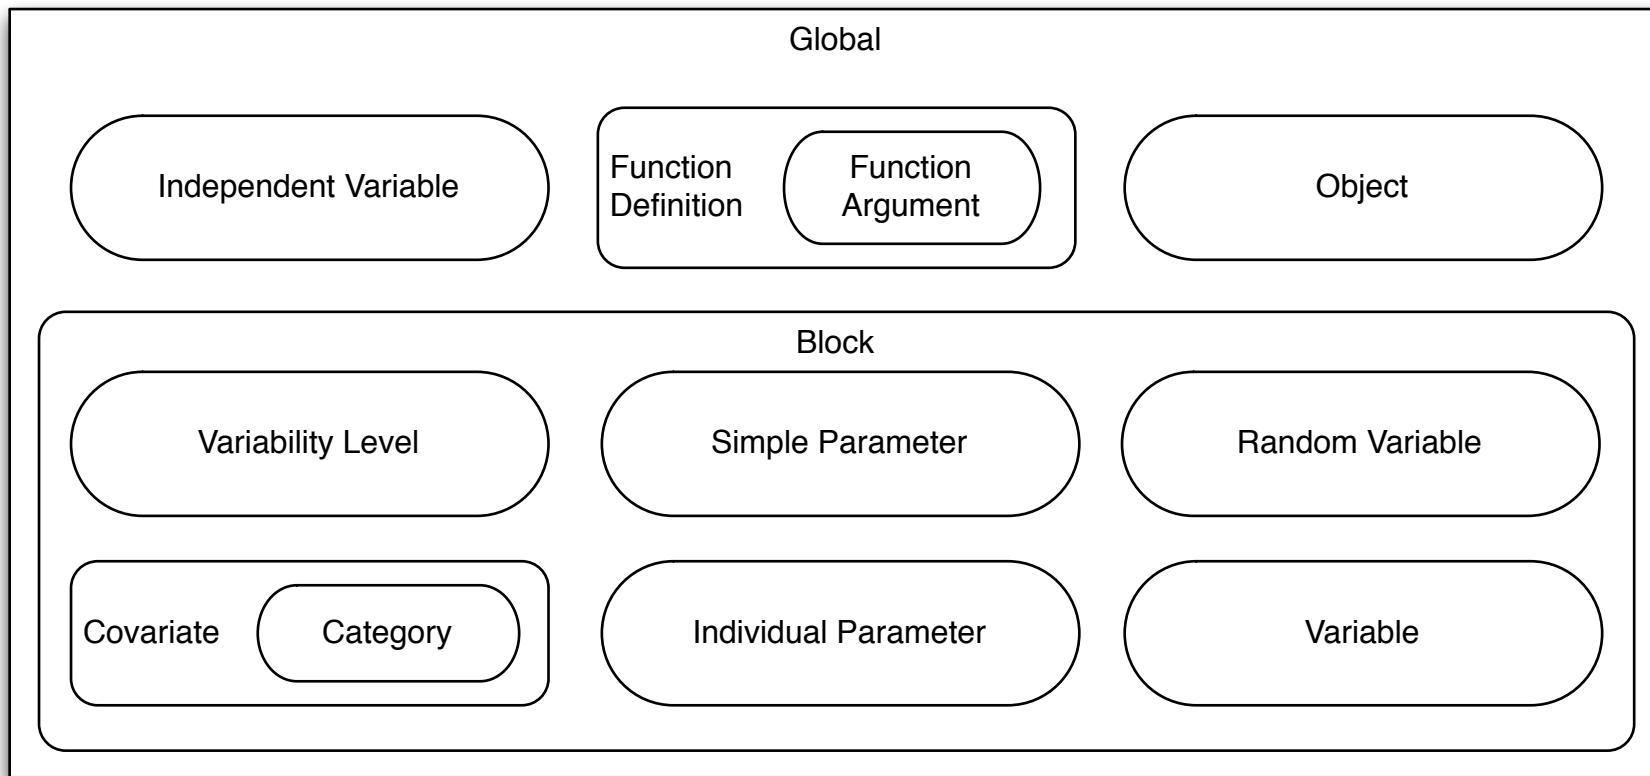 Global
Independent Variable
Function
Definition
Function
Argument
Object
Block
Variability Level
Simple Parameter
Random Variable
Covariate
Category
Individual Parameter
Variable